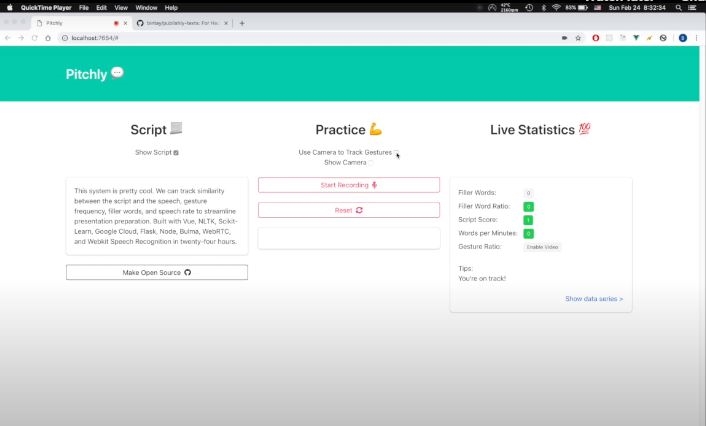 QuickTime Player File Edit View Window Help
83% Sun Feb 24 8:32:34
Pitchly
localhost:7654/#
Pitchly
Script
Show Script
This system is pretty cool. We can track similarity
between the script and the speech, gesture
frequency, filler words, and speech rate to streamline
presentation preparation. Built with Vue, NLTK, Scikit-
Learn, Google Cloud, Flask, Node, Bulma, WebRTC,
and Webkit Speech Recognition in twenty-four hours.
Make Open Source
Practice
Use Camera to Track Gestures
Show Camera
Start Recording
Reset
Live Statistics 100
Filler Words: 0
Filler Word Ratio: 0
Script Score: 1
Words per Minutes: 0
Gesture Ratio: Enable Video
Tips:
You're on track!
Show data series >